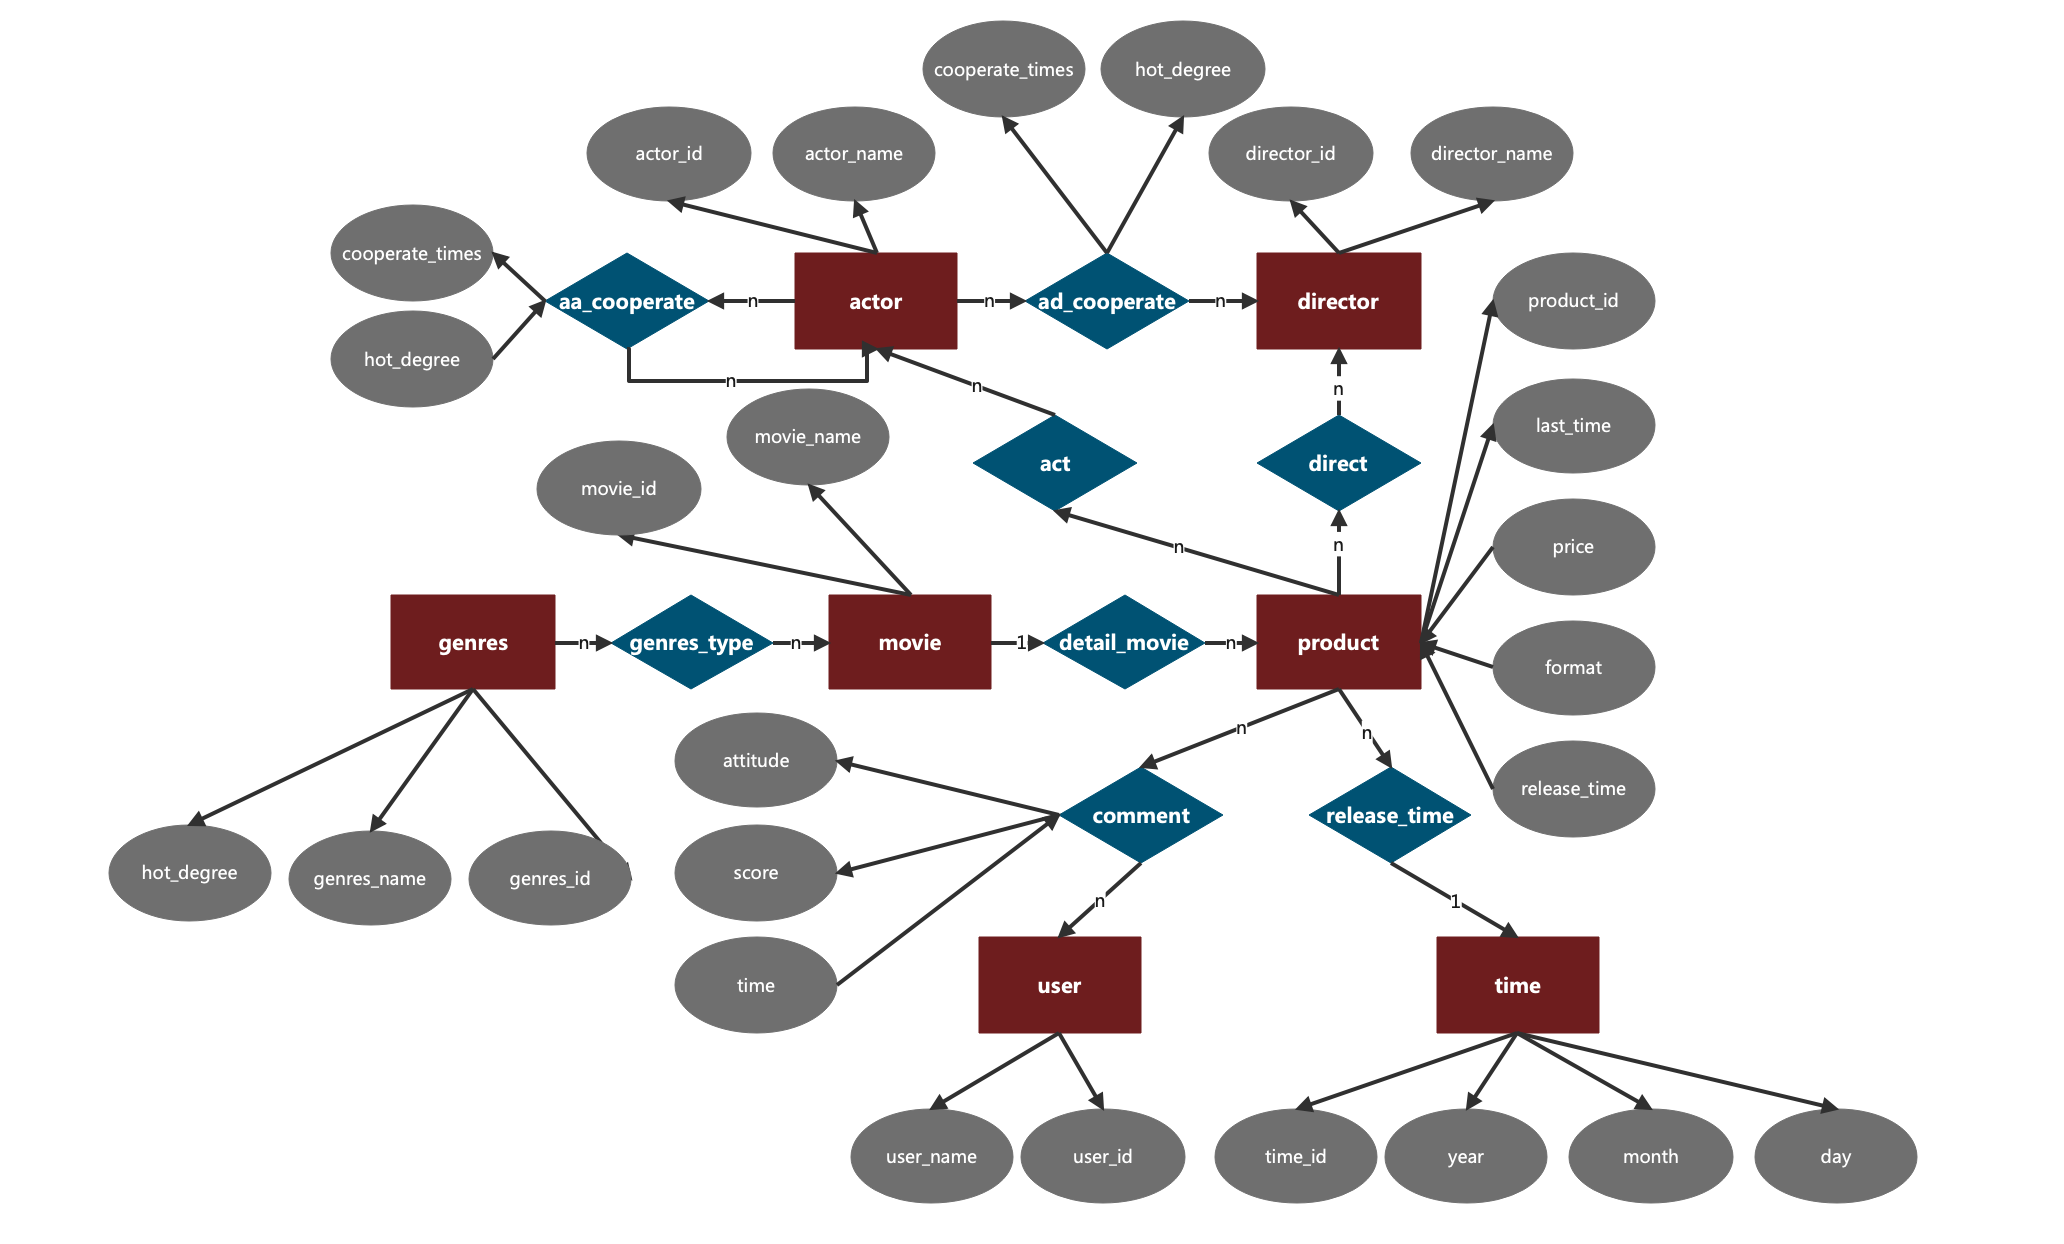 cooperate_times
hot_degree
actor_id
actor_name
director_id
director_name
cooperate_times
hot_degree
aa_cooperate
n
actor
n
ad_cooperate
n
director
product_id
n
n
n
last_time
movie_name
movie_id
act
direct
n
n
price
genres
n
genres_type
n
movie
1
detail_movie
n
product
format
n
n
attitude
score
time
comment
release_time
release_time
hot_degree
genres_name
genres_id
n
1
user
time
user_name
user_id
time_id
year
month
day